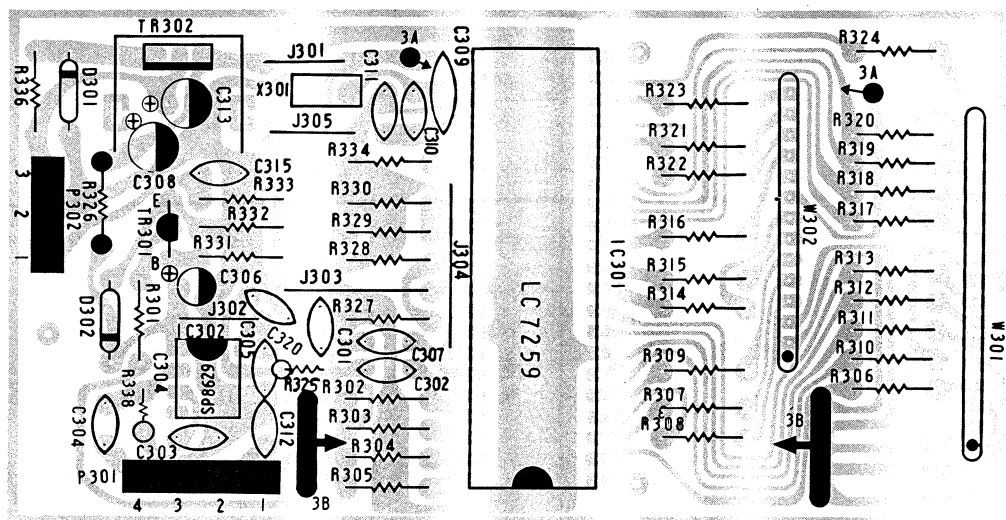 TR302
3A
C309
R324
R336
D301
J301
X301
C311
C313
J305
C310
R323
3A
R320
R321
R319
R322
R334
C308
C315
R333
R318
3
2
1
P302
R326
E
TR301
B
R330
R332
R329
R331
R328
R317
R316
W302
J304
IC301
R315
R314
R313
R312
C306
J303
D302
R301
J302
R327
LC7259
R311
W301
IC302
C305
C320
C301
C307
R310
R309
C304
SP8629
R325
R302
C302
R306
R338
R307
R303
R308
3B
C304
C303
C312
R304
R305
P301
4
3
2
1
3B